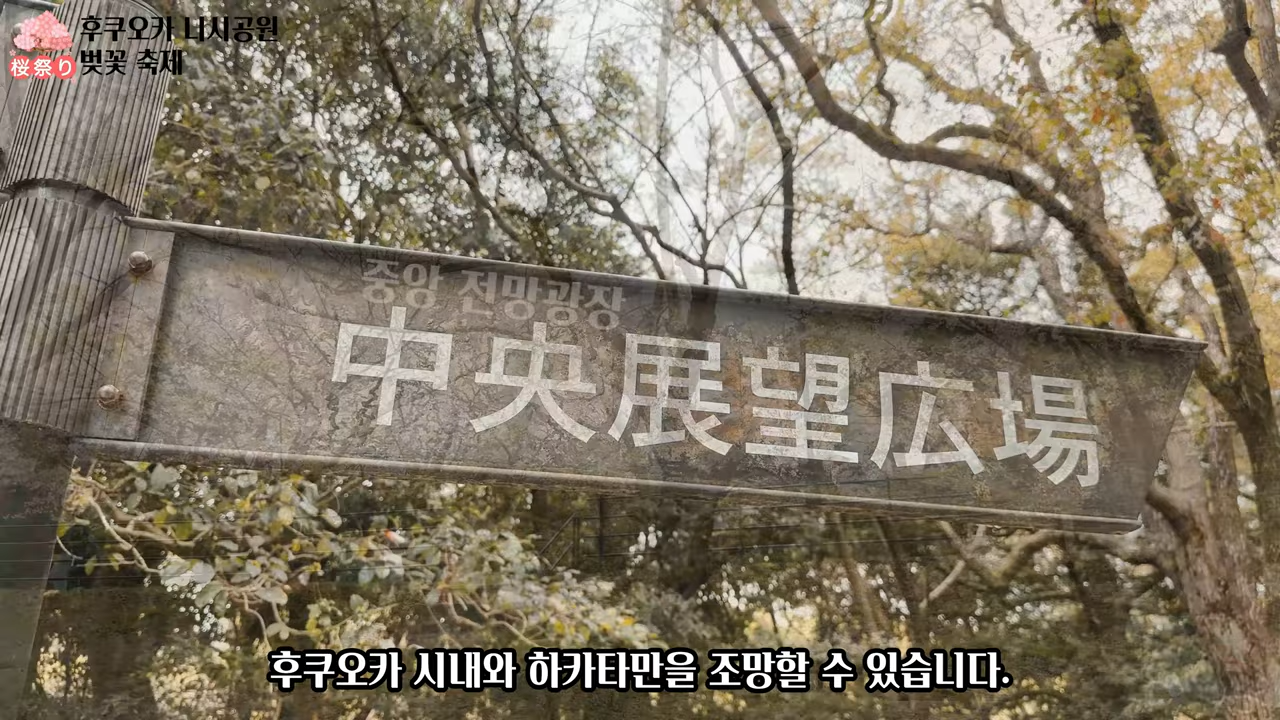 후쿠오카 니시공원
벚꽃 축제
桜祭り
중앙 전망광장
中央展望広場
후쿠오카 시내와 하카타만을 조망할 수 있습니다.